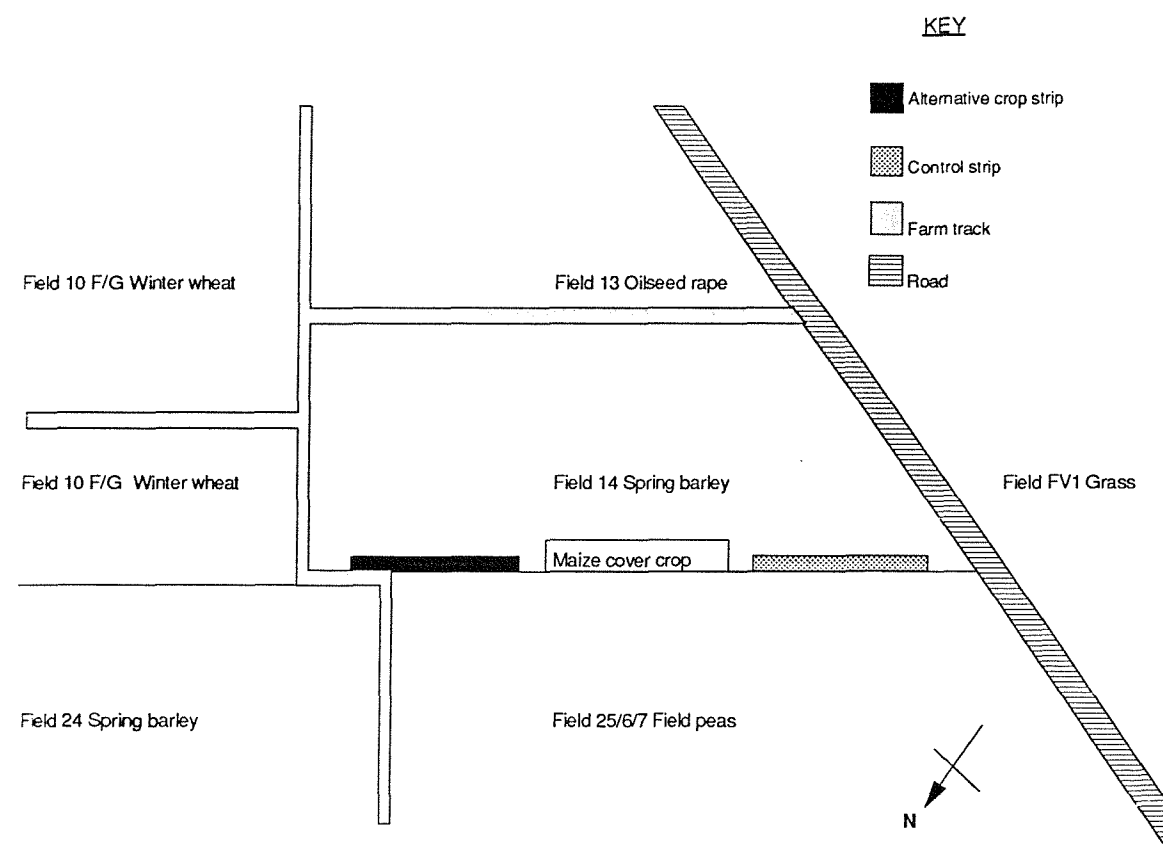 KEY
Alternative crop strip
Control strip
Farm track
Road
Field 10 F/G Winter wheat
Field 13 Oilseed rape
Field 10 F/G Winter wheat
Field 14 Spring barley
Field FV1 Grass
Maize cover crop
Field 24 Spring barley
Field 25/6/7 Field peas
N